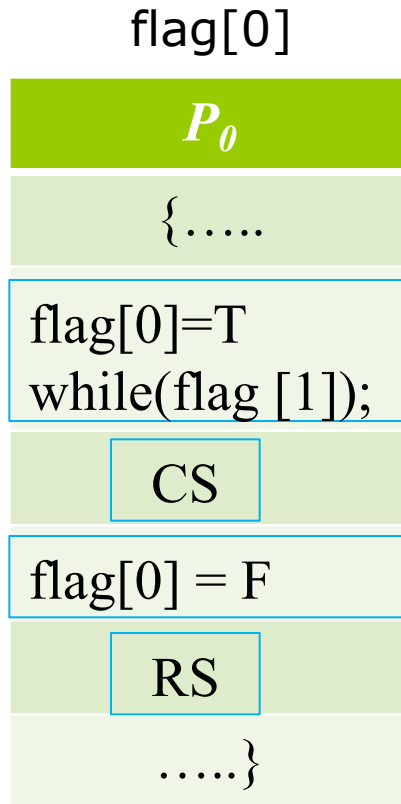 flag[0]
P0
{…..
flag[0]=T
while(flag [1]);
CS
flag[0] = F
RS
…..}